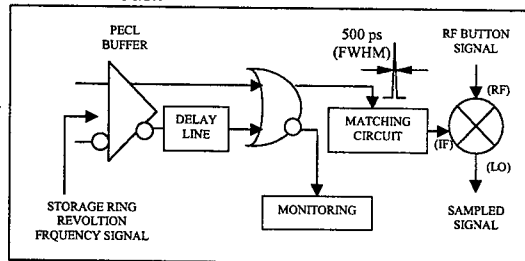 PECL
BUFFER
500 ps
(FWHM)
RF BUTTON
SIGNAL
(RF)
DELAY
LINE
MATCHING
CIRCUIT
(IF)
(LO)
MONITORING
STORAGE RING
REVOLTION
FRQUENCY SIGNAL
SAMPLED
SIGNAL